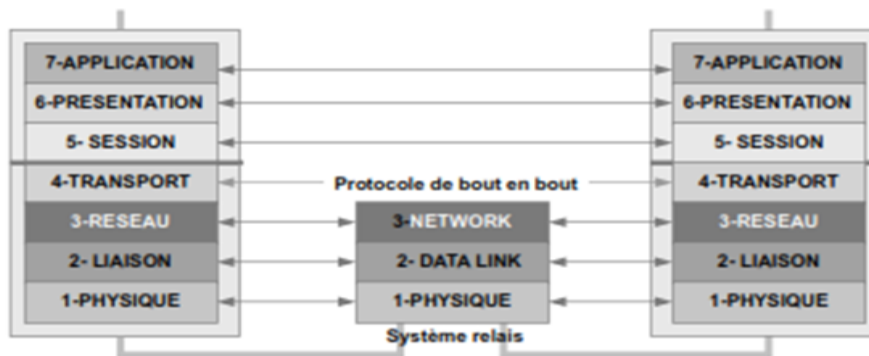 7-APPLICATION 7-APPLICATION
6-PRESENTATION 6-PRESENTATION
5- SESSION 5- SESSION
4-TRANSPORT Protocole de bout en bout 4-TRANSPORT
3-RESEAU 3-NETWORK 3-RESEAU
2- LIAISON 2- DATA LINK 2- LIAISON
1-PHYSIQUE 1-PHYSIQUE 1-PHYSIQUE
Système relais